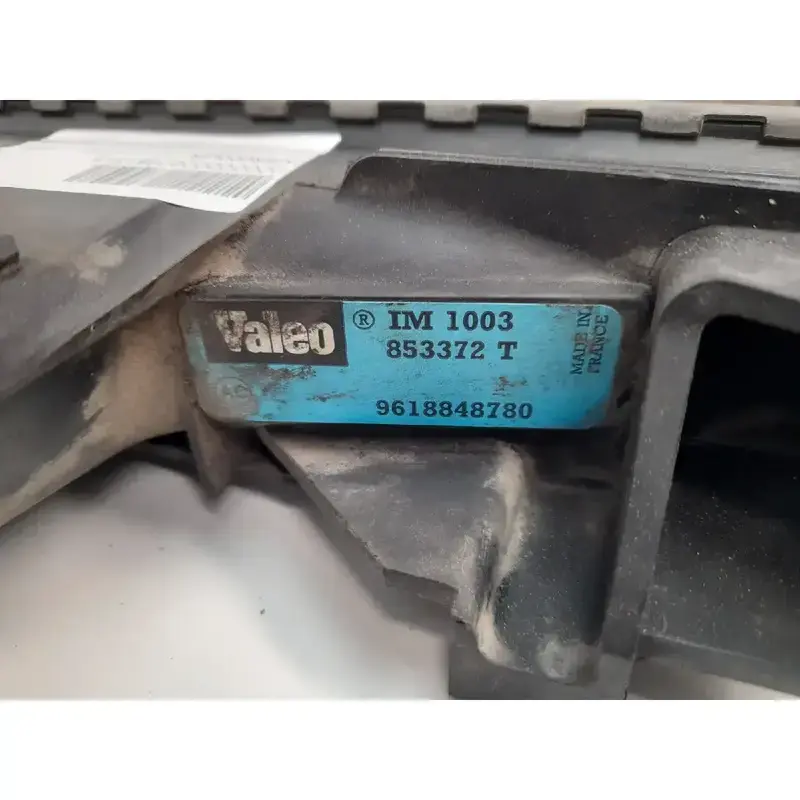 Valeo ® IM 1003
853372 T
9618848780
MADE IN
FRANCE